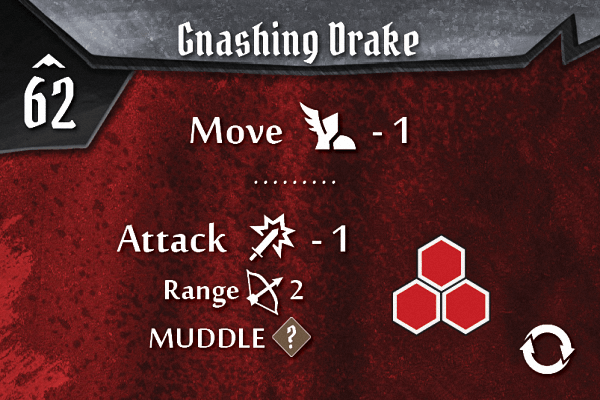 Gnashing Drake
62
Move - 1
Attack - 1
Range 2
MUDDLE ?